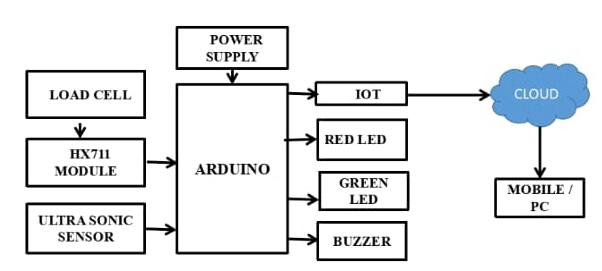 POWER
SUPPLY
LOAD CELL
HX711
MODULE
ULTRA SONIC
SENSOR
ARDUINO
IOT
RED LED
GREEN
LED
BUZZER
CLOUD
MOBILE /
PC